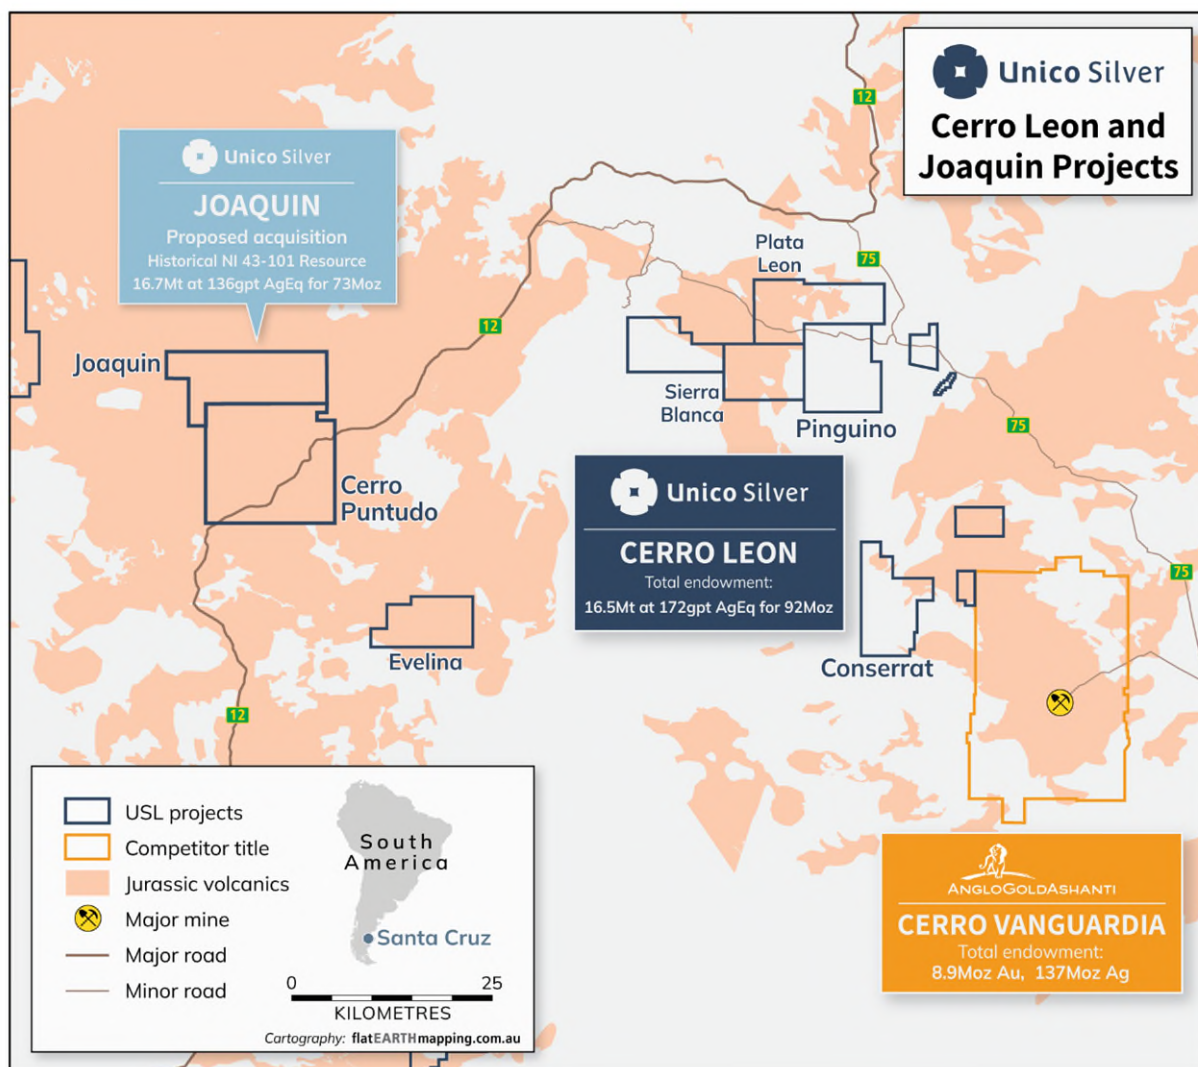 Unico Silver
Cerro Leon and
Joaquin Projects
12
Unico Silver
JOAQUIN
Proposed acquisition
Historical NI 43-101 Resource
16.7Mt at 136gpt AgEq for 73Moz
Plata
Leon
75
12
Joaquin
Sierra
Blanca
Pinguino
75
Cerro
Puntudo
Unico Silver
CERRO LEON
Total endowment:
16.5Mt at 172gpt AgEq for 92Moz
75
Evelina
Conserrat
12
USL projects
Competitor title
Jurassic volcanics
Major mine
Major road
Minor road
South
America
Santa Cruz
0 25
KILOMETRES
Cartography: flatEARTHmapping.com.au
ANGLOGOLDASHANTI
CERRO VANGUARDIA
Total endowment:
8.9Moz Au, 137Moz Ag